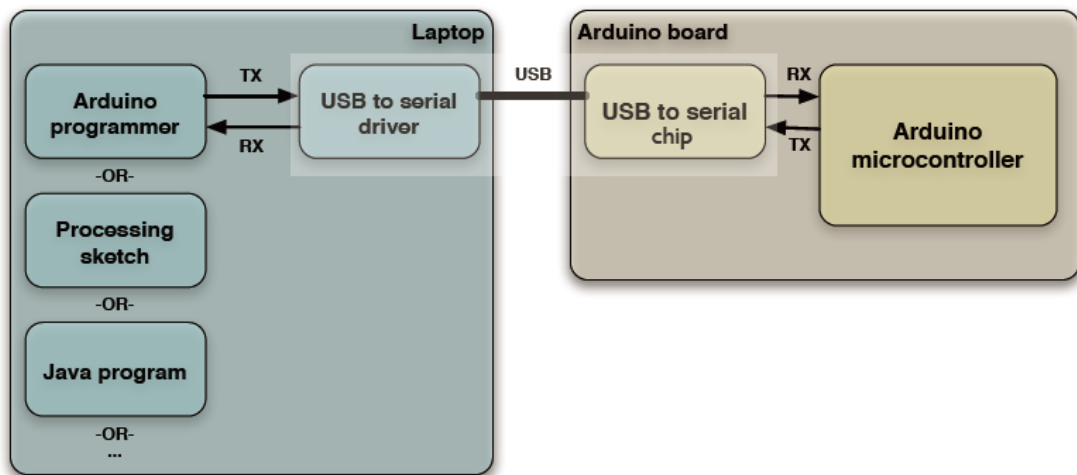 Laptop
Arduino board
TX
USB
RX
Arduino
programmer
USB to serial
driver
USB to serial
chip
Arduino
microcontroller
RX
TX
-OR-
Processing
sketch
-OR-
Java program
-OR-
...